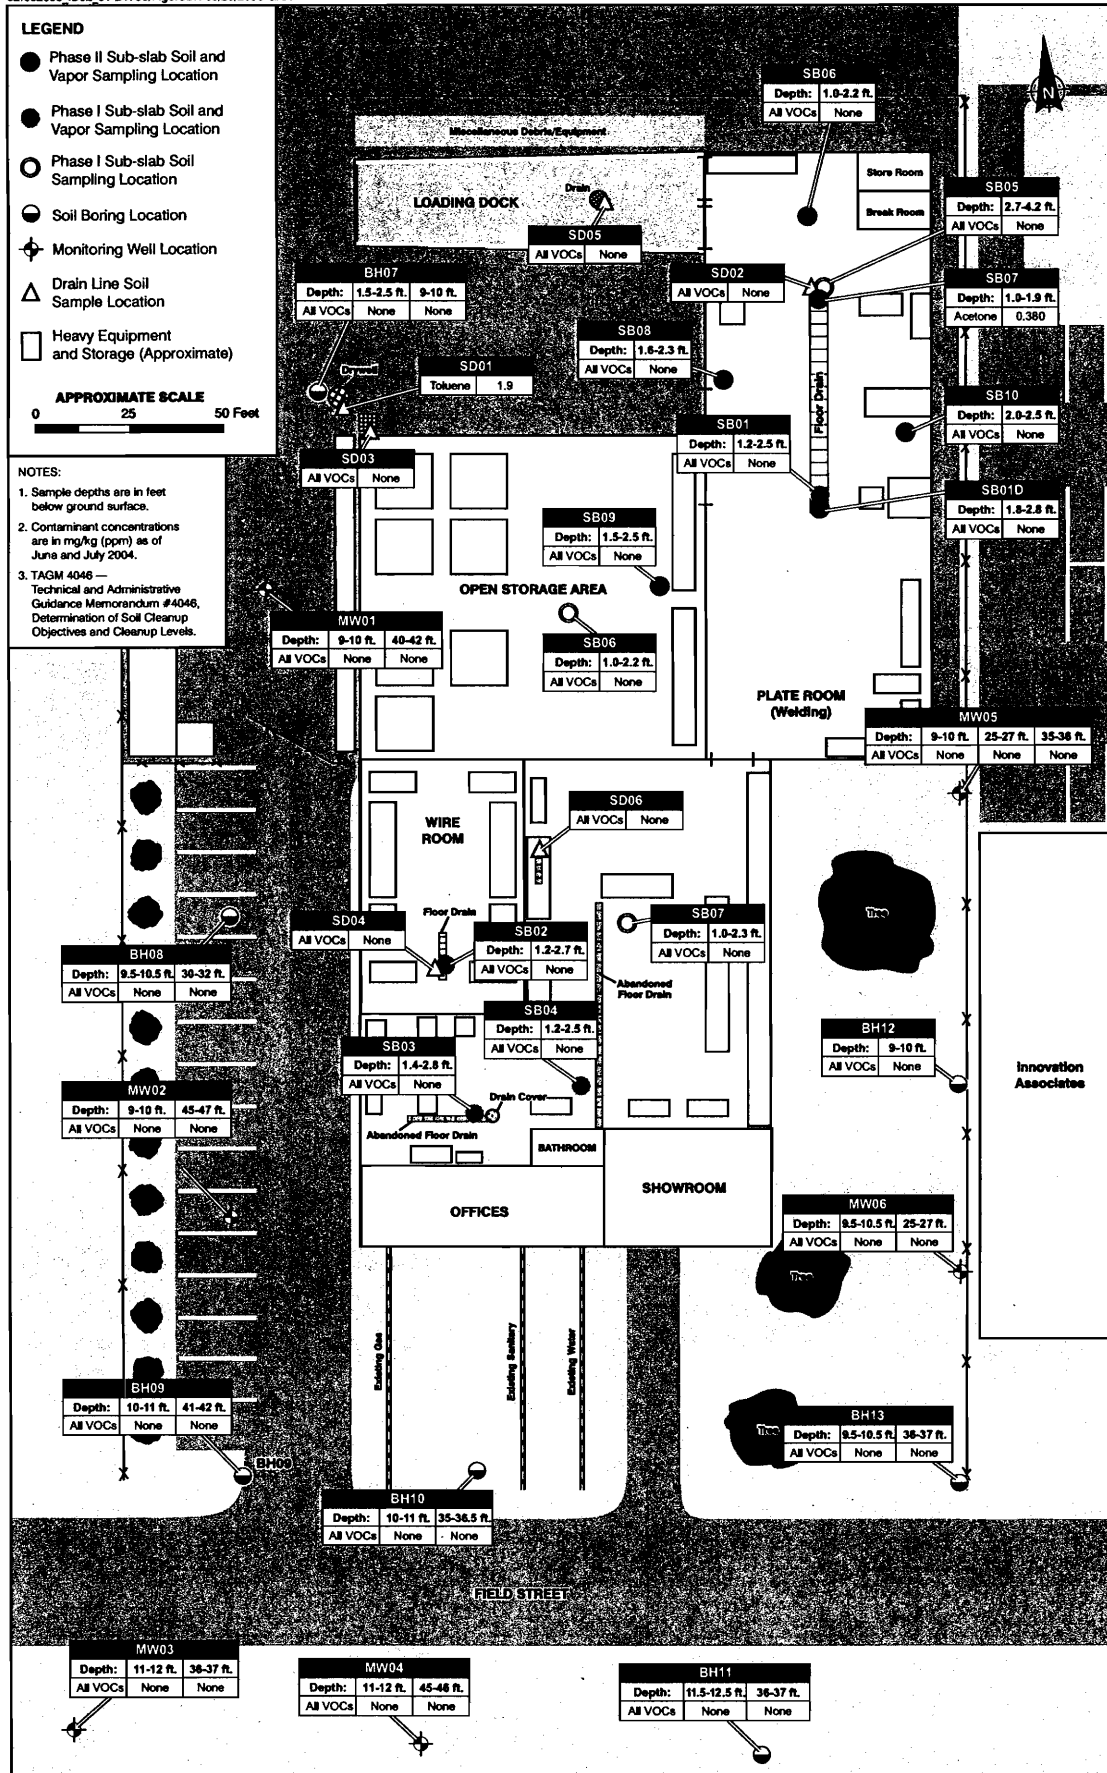 LEGEND
Phase II Sub-slab Soil and
Vapor Sampling Location
Phase I Sub-slab Soil and
Vapor Sampling Location
Phase I Sub-slab Soil
Sampling Location
Soil Boring Location
Monitoring Well Location
Drain Line Soil
Sample Location
Heavy Equipment
and Storage (Approximate)
APPROXIMATE SCALE
0 25 50 Feet
NOTES:
1. Sample depths are in feet
below ground surface.
2. Contaminant concentrations
are in mg/kg (ppm) as of
June and July 2004.
3. TAGM 4046 —
Technical and Administrative
Guidance Memorandum #4046,
Determination of Soil Cleanup
Objectives and Cleanup Levels.
N
SB06
Depth: 1.0-2.2 ft.
All VOCs None
Miscellaneous Debris/Equipment
LOADING DOCK
Drain
Store Room
Break Room
SD05
All VOCs None
SB05
Depth: 2.7-4.2 ft.
All VOCs None
BH07
Depth: 1.5-2.5 ft. 9-10 ft.
All VOCs None None
SD02
All VOCs None
SB07
Depth: 1.0-1.9 ft.
Acetone 0.380
SB08
Depth: 1.6-2.3 ft.
All VOCs None
Drywell
SD01
Toluene 1.9
Floor Drain
SB10
Depth: 2.0-2.5 ft.
All VOCs None
SB01
Depth: 1.2-2.5 ft.
All VOCs None
SD03
All VOCs None
SB01D
Depth: 1.8-2.8 ft.
All VOCs None
SB09
Depth: 1.5-2.5 ft.
All VOCs None
OPEN STORAGE AREA
MW01
Depth: 9-10 ft. 40-42 ft.
All VOCs None None
SB06
Depth: 1.0-2.2 ft.
All VOCs None
PLATE ROOM
(Welding)
MW05
Depth: 9-10 ft. 25-27 ft. 35-36 ft.
All VOCs None None None
WIRE
ROOM
SD06
All VOCs None
Tree
SD04
All VOCs None
Floor Drain
SB02
Depth: 1.2-2.7 ft.
All VOCs None
SB07
Depth: 1.0-2.3 ft.
All VOCs None
BH08
Depth: 9.5-10.5 ft. 30-32 ft.
All VOCs None None
Abandoned
Floor Drain
SB04
Depth: 1.2-2.5 ft.
All VOCs None
BH12
Depth: 9-10 ft.
All VOCs None
SB03
Depth: 1.4-2.8 ft.
All VOCs None
Innovation
Associates
MW02
Depth: 9-10 ft. 45-47 ft.
All VOCs None None
Drain Cover
Abandoned Floor Drain
BATHROOM
OFFICES
SHOWROOM
MW06
Depth: 9.5-10.5 ft. 25-27 ft.
All VOCs None None
Tree
Existing Gas
Existing Sanitary
Existing Water
BH09
Depth: 10-11 ft. 41-42 ft.
All VOCs None None
BH09
Tree
BH13
Depth: 9.5-10.5 ft. 36-37 ft.
All VOCs None None
BH10
Depth: 10-11 ft. 35-36.5 ft.
All VOCs None None
FIELD STREET
MW03
Depth: 11-12 ft. 36-37 ft.
All VOCs None None
MW04
Depth: 11-12 ft. 45-46 ft.
All VOCs None None
BH11
Depth: 11.5-12.5 ft. 36-37 ft.
All VOCs None None